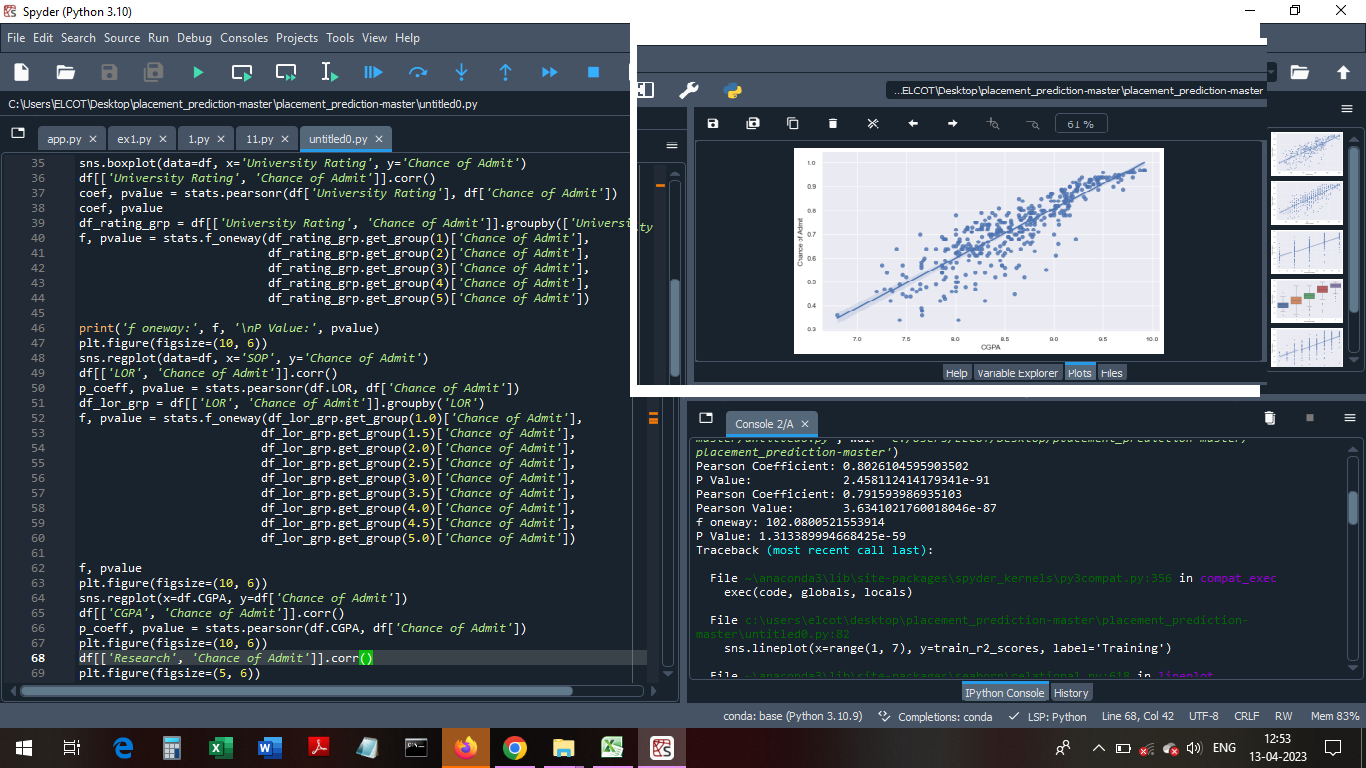 Spyder (Python 3.10)
File Edit Search Source Run Debug Consoles Projects Tools View Help
C:\Users\ELCOT\Desktop\placement_prediction-master\placement_prediction-master\untitled0.py
...ELCOT\Desktop\placement_prediction-master\placement_prediction-master
app.py ex1.py 1.py 11.py untitled0.py
35 sns.boxplot(data=df, x='University Rating', y='Chance of Admit')
36 df[['University Rating', 'Chance of Admit']].corr()
37 coef, pvalue = stats.pearsonr(df['University Rating'], df['Chance of Admit'])
38 coef, pvalue
39 df_rating_grp = df[['University Rating', 'Chance of Admit']].groupby(['University
40 f, pvalue = stats.f_oneway(df_rating_grp.get_group(1)['Chance of Admit'],
41 df_rating_grp.get_group(2)['Chance of Admit'],
42 df_rating_grp.get_group(3)['Chance of Admit'],
43 df_rating_grp.get_group(4)['Chance of Admit'],
44 df_rating_grp.get_group(5)['Chance of Admit'])
45
46 print('f oneway:', f, '\nP Value:', pvalue)
47 plt.figure(figsize=(10, 6))
48 sns.regplot(data=df, x='SOP', y='Chance of Admit')
49 df[['LOR', 'Chance of Admit']].corr()
50 p_coeff, pvalue = stats.pearsonr(df.LOR, df['Chance of Admit'])
51 df_lor_grp = df[['LOR', 'Chance of Admit']].groupby('LOR')
52 f, pvalue = stats.f_oneway(df_lor_grp.get_group(1.0)['Chance of Admit'],
53 df_lor_grp.get_group(1.5)['Chance of Admit'],
54 df_lor_grp.get_group(2.0)['Chance of Admit'],
55 df_lor_grp.get_group(2.5)['Chance of Admit'],
56 df_lor_grp.get_group(3.0)['Chance of Admit'],
57 df_lor_grp.get_group(3.5)['Chance of Admit'],
58 df_lor_grp.get_group(4.0)['Chance of Admit'],
59 df_lor_grp.get_group(4.5)['Chance of Admit'],
60 df_lor_grp.get_group(5.0)['Chance of Admit'])
61
62 f, pvalue
63 plt.figure(figsize=(10, 6))
64 sns.regplot(x=df.CGPA, y=df['Chance of Admit'])
65 df[['CGPA', 'Chance of Admit']].corr()
66 p_coeff, pvalue = stats.pearsonr(df.CGPA, df['Chance of Admit'])
67 plt.figure(figsize=(10, 6))
68 df[['Research', 'Chance of Admit']].corr()
69 plt.figure(figsize=(5, 6))
61 %
1.0
0.9
0.8
0.7
0.6
0.5
0.4
0.3
Chance of Admit
7.0 7.5 8.0 8.5 9.0 9.5 10.0
CGPA
Help Variable Explorer Plots Files
Console 2/A
placement_prediction-master')
Pearson Coefficient: 0.8026104595903502
P Value: 2.458112414179341e-91
Pearson Coefficient: 0.791593986935103
Pearson Value: 3.6341021760018046e-87
f oneway: 102.0800521553914
P Value: 1.313389994668425e-59
Traceback (most recent call last):
File ~\anaconda3\lib\site-packages\spyder_kernels\py3compat.py:356 in compat_exec
exec(code, globals, locals)
File c:\users\elcot\desktop\placement_prediction-master\placement_prediction-
master\untitled0.py:82
sns.lineplot(x=range(1, 7), y=train_r2_scores, label='Training')
File ~\anaconda3\lib\site-packages\seaborn\relational.py:618 in lineplot
IPython Console History
conda: base (Python 3.10.9) Completions: conda LSP: Python Line 68, Col 42 UTF-8 CRLF RW Mem 83%
ENG
12:53
13-04-2023